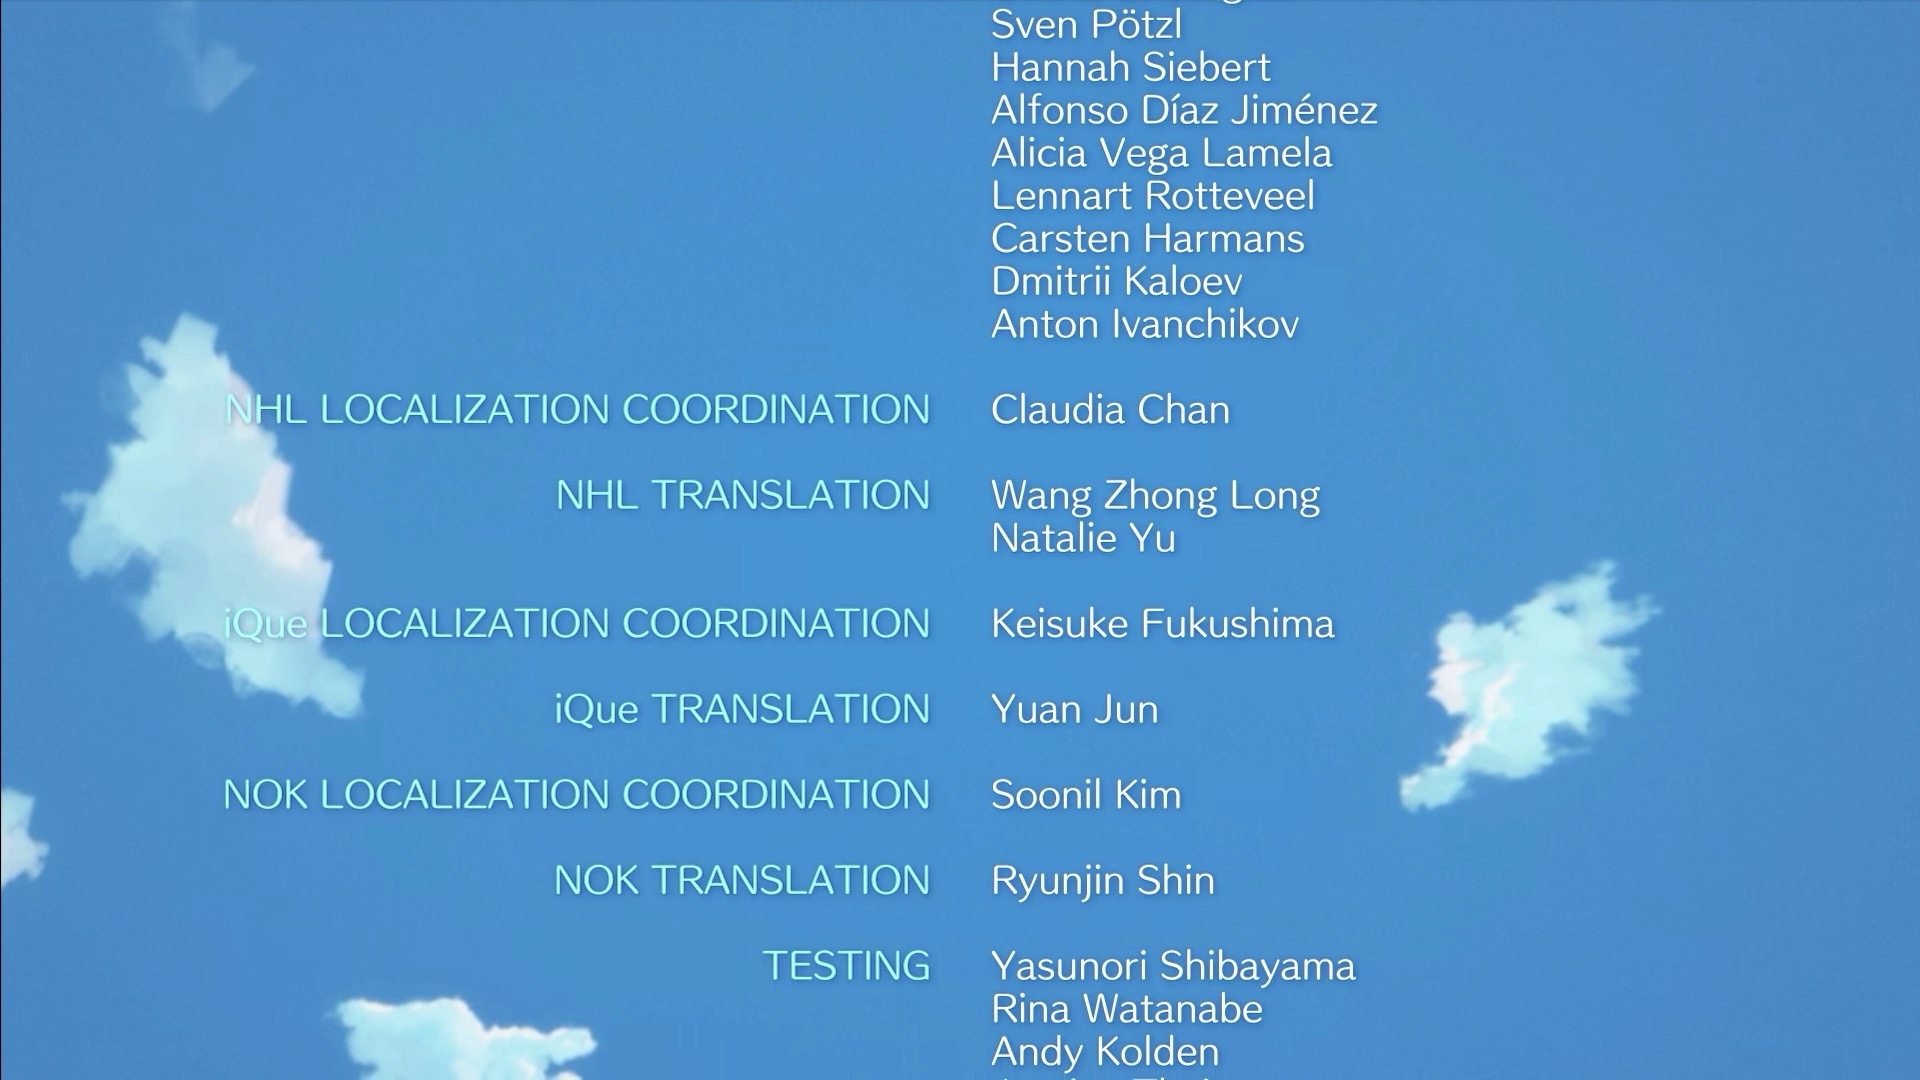 Sven Pötzl
Hannah Siebert
Alfonso Díaz Jiménez
Alicia Vega Lamela
Lennart Rotteveel
Carsten Harmans
Dmitrii Kaloev
Anton Ivanchikov
NHL LOCALIZATION COORDINATION Claudia Chan
NHL TRANSLATION Wang Zhong Long
Natalie Yu
iQue LOCALIZATION COORDINATION Keisuke Fukushima
iQue TRANSLATION Yuan Jun
NOK LOCALIZATION COORDINATION Soonil Kim
NOK TRANSLATION Ryunjin Shin
TESTING Yasunori Shibayama
Rina Watanabe
Andy Kolden